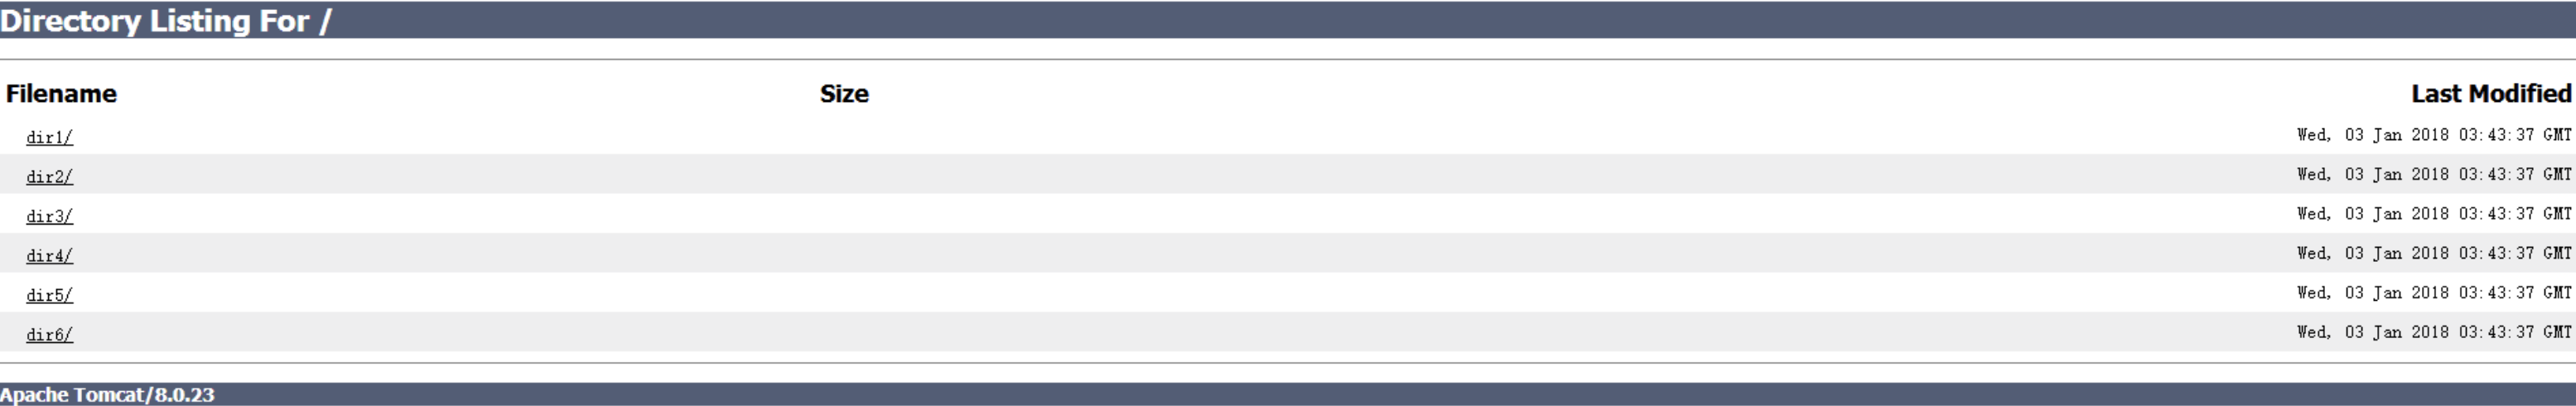 Directory Listing For /
Filename Size Last Modified
dir1/ Wed, 03 Jan 2018 03:43:37 GMT
dir2/ Wed, 03 Jan 2018 03:43:37 GMT
dir3/ Wed, 03 Jan 2018 03:43:37 GMT
dir4/ Wed, 03 Jan 2018 03:43:37 GMT
dir5/ Wed, 03 Jan 2018 03:43:37 GMT
dir6/ Wed, 03 Jan 2018 03:43:37 GMT
Apache Tomcat/8.0.23